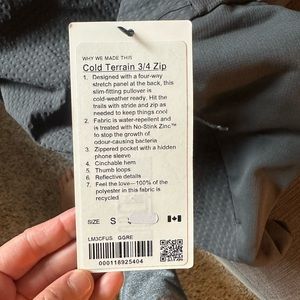 WHY WE MADE THIS
Cold Terrain 3/4 Zip
1. Designed with a four-way
stretch panel at the back, this
slim-fitting pullover is
cold-weather ready. Hit the
trails with stride and zip as
needed to keep things cool
2. Fabric is water-repellent and
is treated with No-Stink Zinc™
to stop the growth of
odour-causing bacteria
3. Zippered pocket with a hidden
phone sleeve
4. Cinchable hem
5. Thumb loops
6. Reflective details
7. Feel the love—100% of the
polyester in this fabric is
recycled
SIZE S
LM3CFUS GGRE
000118925404